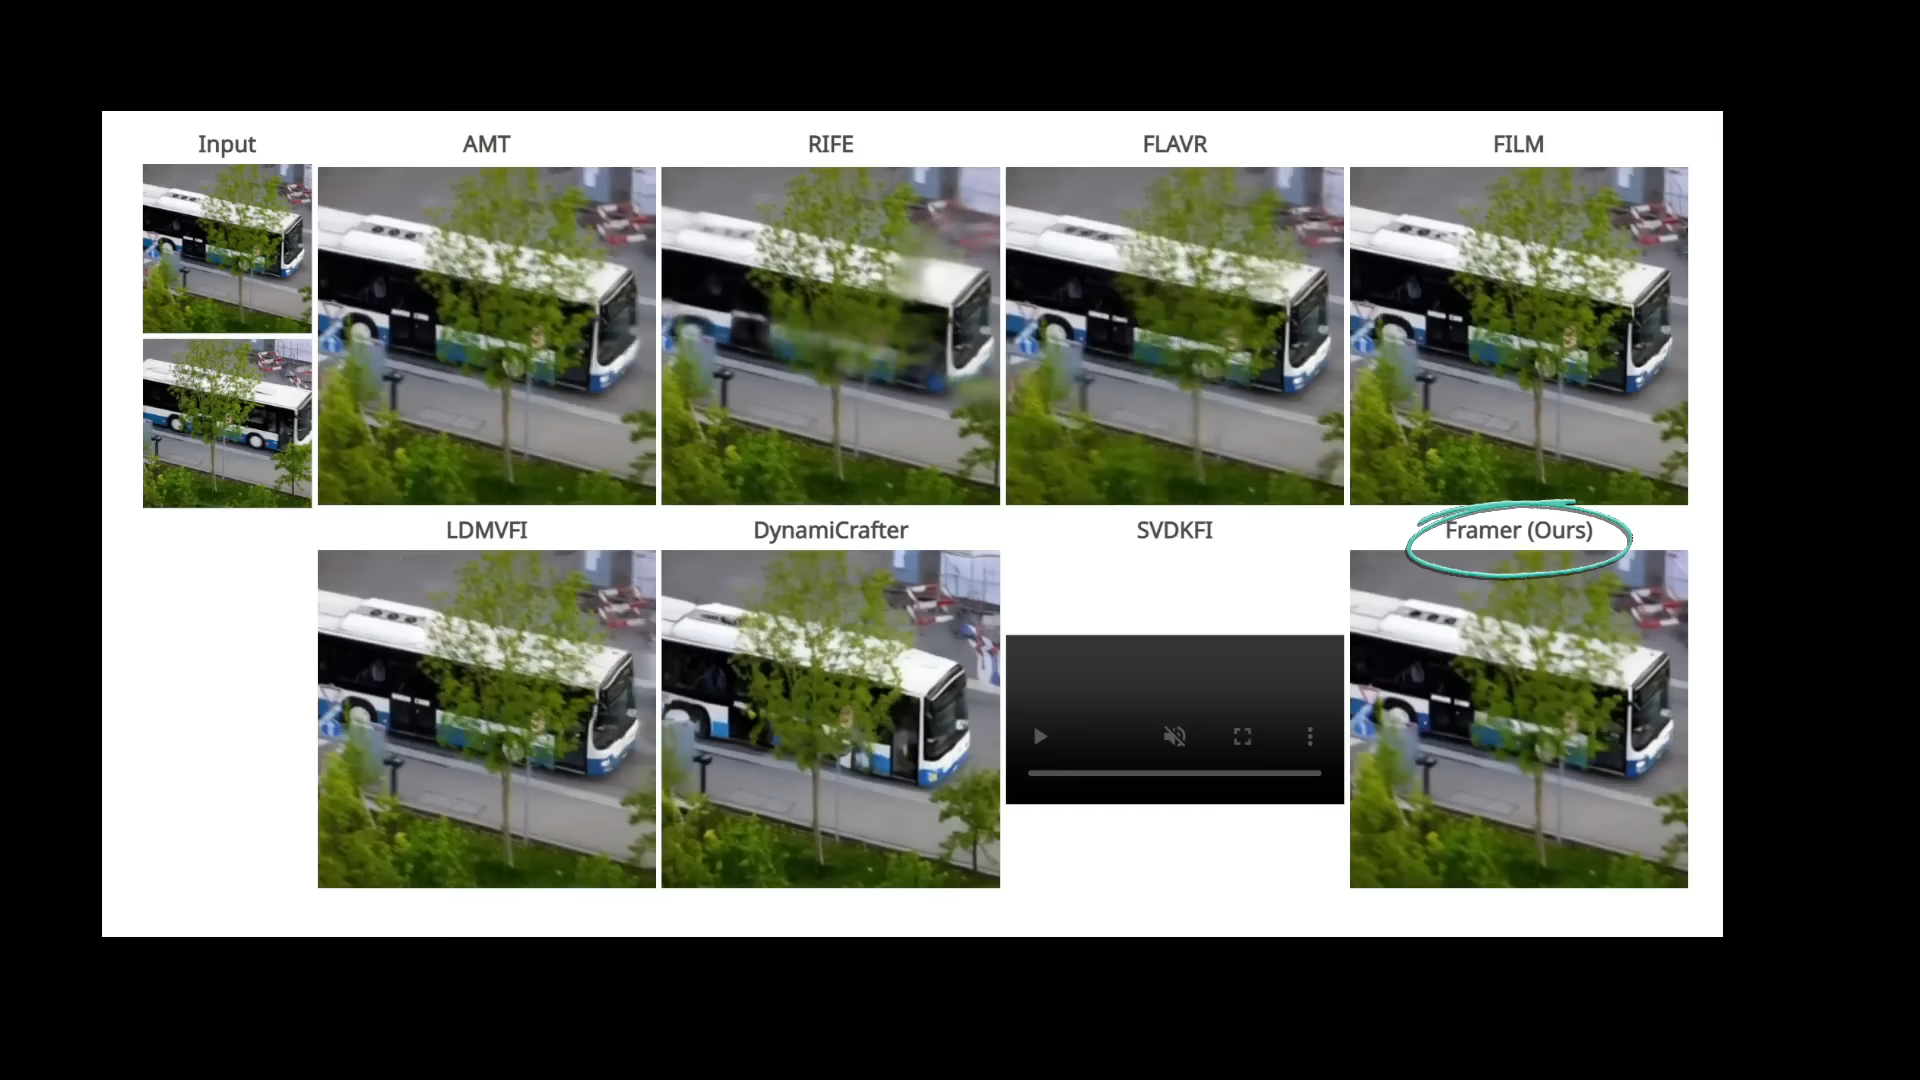 Input
AMT
RIFE
FLAVR
FILM
LDMVFI
DynamiCrafter
SVDKFI
Framer (Ours)